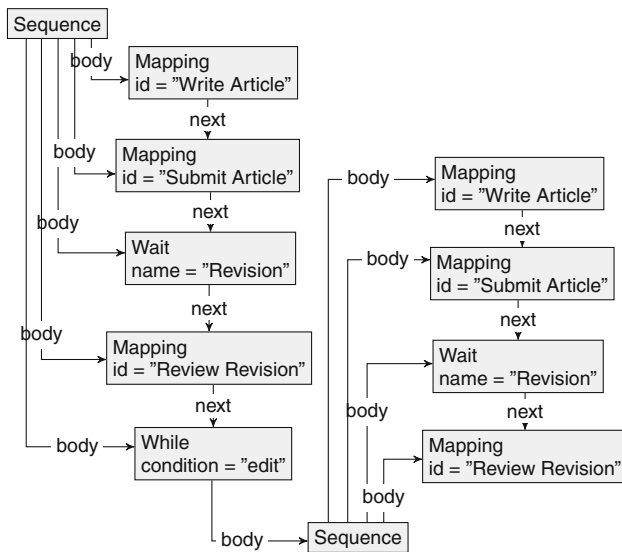 Sequence
body
Mapping
id = ”Write Article”
next
body
Mapping
id = ”Submit Article”
next
body
Wait
name = ”Revision”
next
body
Mapping
id = ”Review Revision”
next
body
While
condition = ”edit”
body
Sequence
body
Mapping
id = ”Write Article”
next
body
Mapping
id = ”Submit Article”
next
body
Wait
name = ”Revision”
next
body
Mapping
id = ”Review Revision”